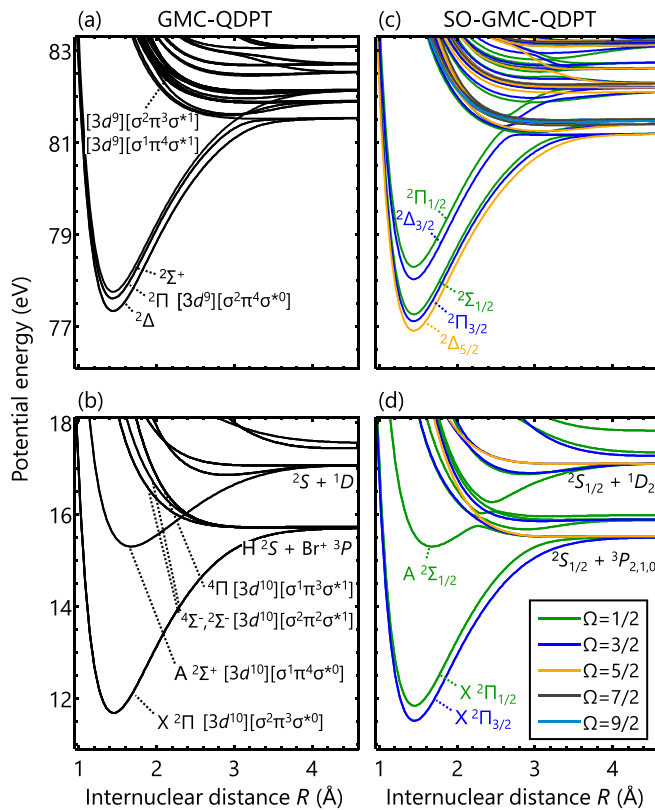 GMC-QDPT
SO-GMC-QDPT
Potential energy (eV)
(a)
83
81
79
77
[3d⁹][σ²π³σ*¹]
[3d⁹][σ¹π⁴σ*¹]
²Σ⁺
²Π [3d⁹][σ²π⁴σ*⁰]
²Δ
(c)
²Π₁/₂
²Δ₃/₂
²Σ₁/₂
²Π₃/₂
²Δ₅/₂
(b)
18
16
14
12
²S + ¹D
H ²S + Br⁺ ³P
⁴Π [3d¹⁰][σ¹π³σ*¹]
⁴Σ⁻,²Σ⁻ [3d¹⁰][σ²π²σ*¹]
A ²Σ⁺ [3d¹⁰][σ¹π⁴σ*⁰]
X ²Π [3d¹⁰][σ²π³σ*⁰]
1 2 3 4
Internuclear distance R (Å)
(d)
²S₁/₂ + ¹D₂
A ²Σ₁/₂
²S₁/₂ + ³P₂,₁,₀
X ²Π₁/₂
X ²Π₃/₂
Ω=1/2
Ω=3/2
Ω=5/2
Ω=7/2
Ω=9/2
1 2 3 4
Internuclear distance R (Å)